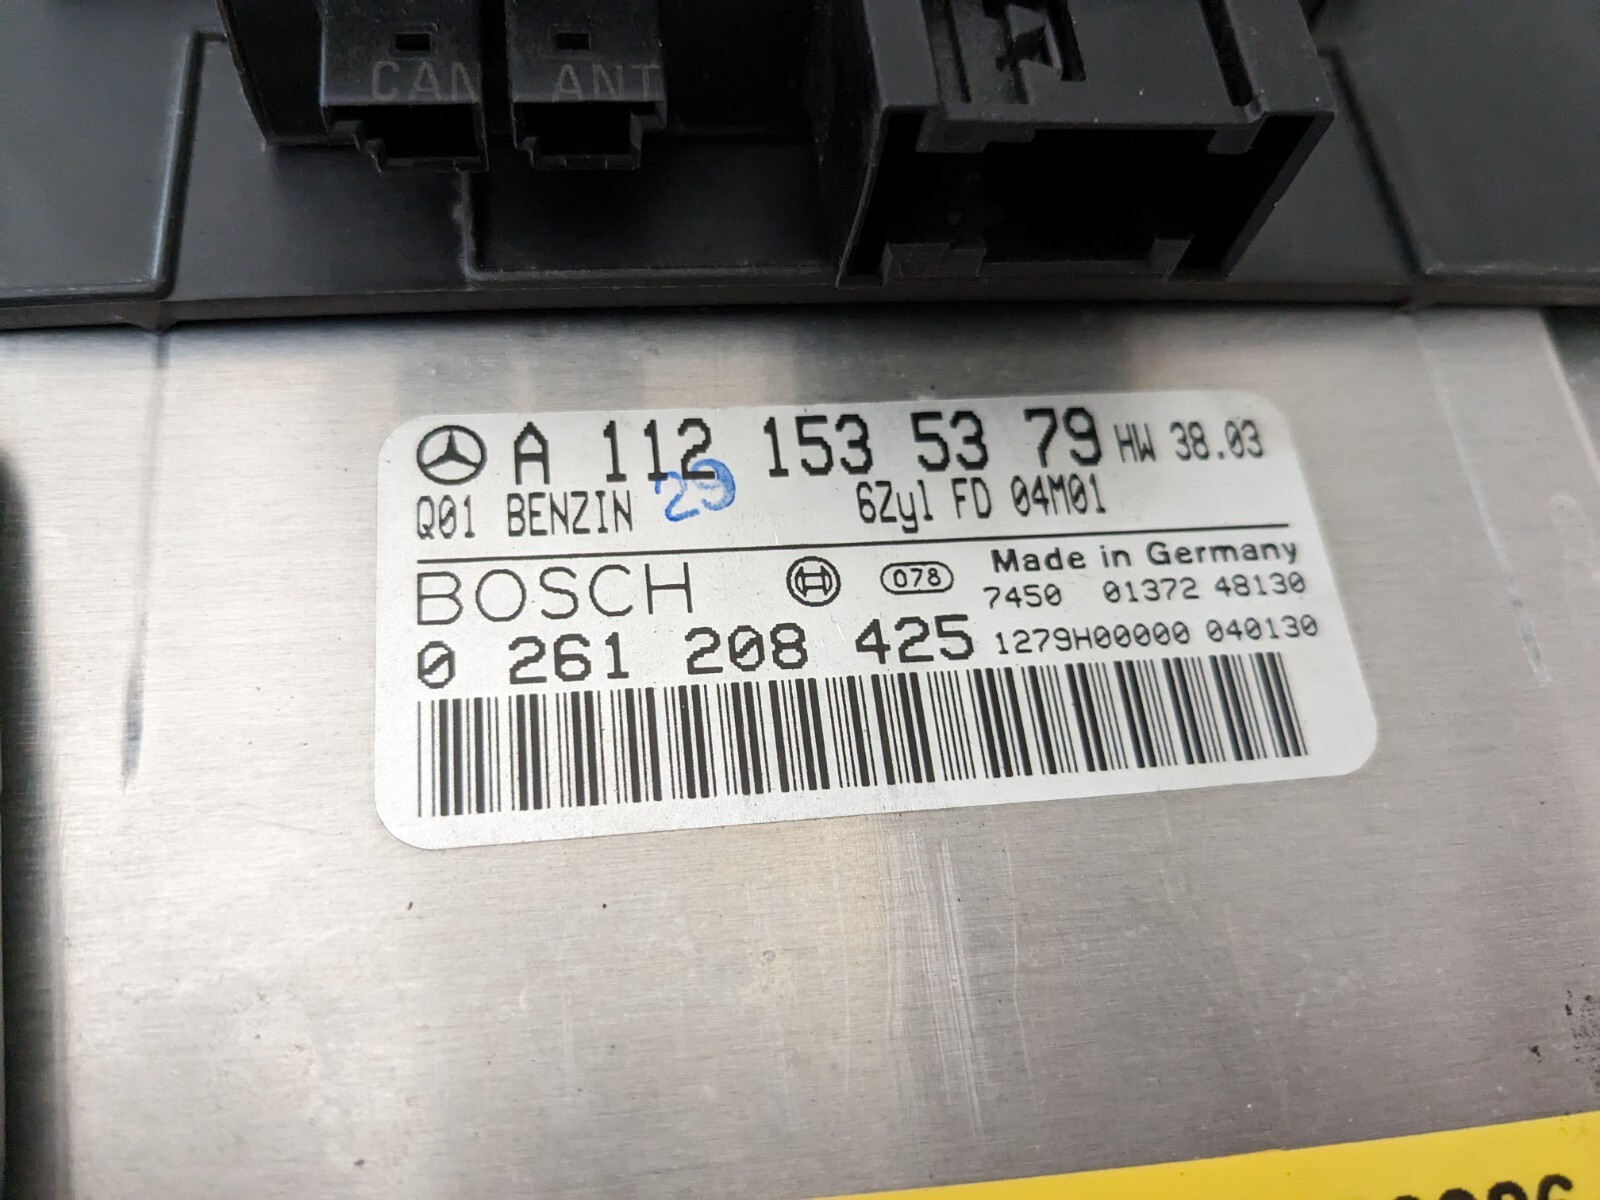 CAN ANT
A 112 153 53 79 HW 38.03
Q01 BENZIN 29 6Zyl FD 04M01
BOSCH 078 Made in Germany
7450 01372 48130
0 261 208 425 1279H00000 040130